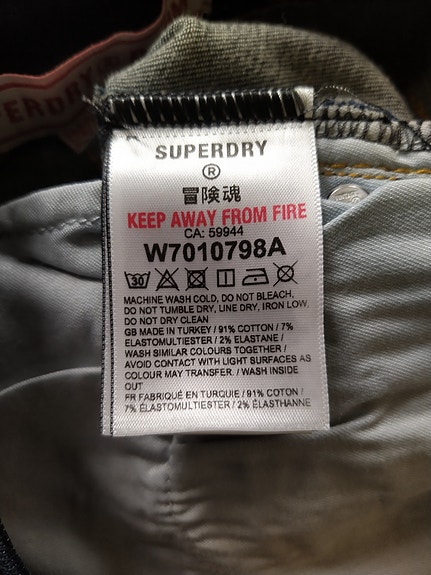 PERDRY
SUPERDRY
®
冒険魂
KEEP AWAY FROM FIRE
CA: 59944
W7010798A
30
MACHINE WASH COLD, DO NOT BLEACH,
DO NOT TUMBLE DRY, LINE DRY, IRON LOW,
DO NOT DRY CLEAN
GB MADE IN TURKEY / 91% COTTON / 7%
ELASTOMULTIESTER / 2% ELASTANE /
WASH SIMILAR COLOURS TOGETHER /
AVOID CONTACT WITH LIGHT SURFACES AS
COLOUR MAY TRANSFER. / WASH INSIDE
OUT
FR FABRIQUÉ EN TURQUIE / 91% COTON /
7% ÉLASTOMULTIESTER / 2% ÉLASTHANNE